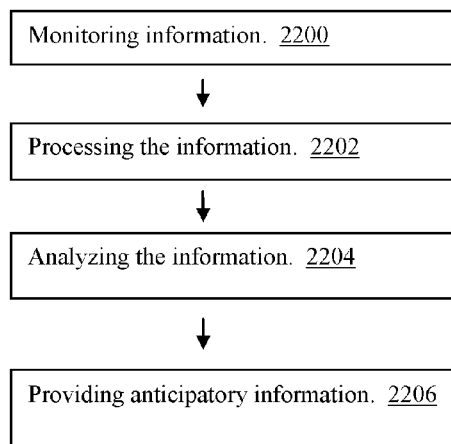 Monitoring information. 2200
Processing the information. 2202
Analyzing the information. 2204
Providing anticipatory information. 2206